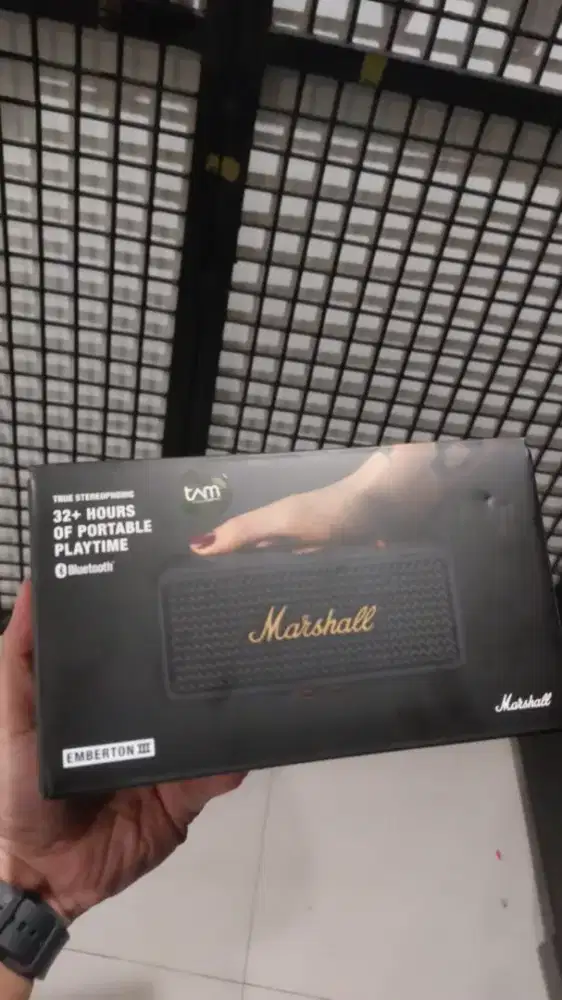 TRUE STEREOPHONIC
32+ HOURS
OF PORTABLE
PLAYTIME
Bluetooth
tam
Marshall
Marshall
EMBERTON III